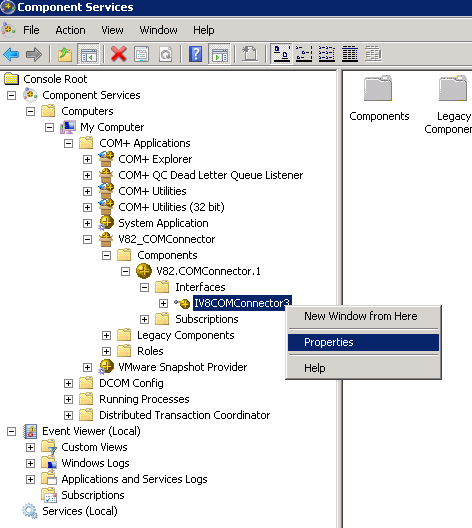 Component Services
File Action View Window Help
Console Root
Component Services
Computers
My Computer
COM+ Applications
COM+ Explorer
COM+ QC Dead Letter Queue Listener
COM+ Utilities
COM+ Utilities (32 bit)
System Application
V82_COMConnector
Components
V82.COMConnector.1
Interfaces
IV8COMConnector3
Subscriptions
Legacy Components
Roles
VMware Snapshot Provider
DCOM Config
Running Processes
Distributed Transaction Coordinator
Event Viewer (Local)
Custom Views
Windows Logs
Applications and Services Logs
Subscriptions
Services (Local)
Components
Legacy
Compone
New Window from Here
Properties
Help